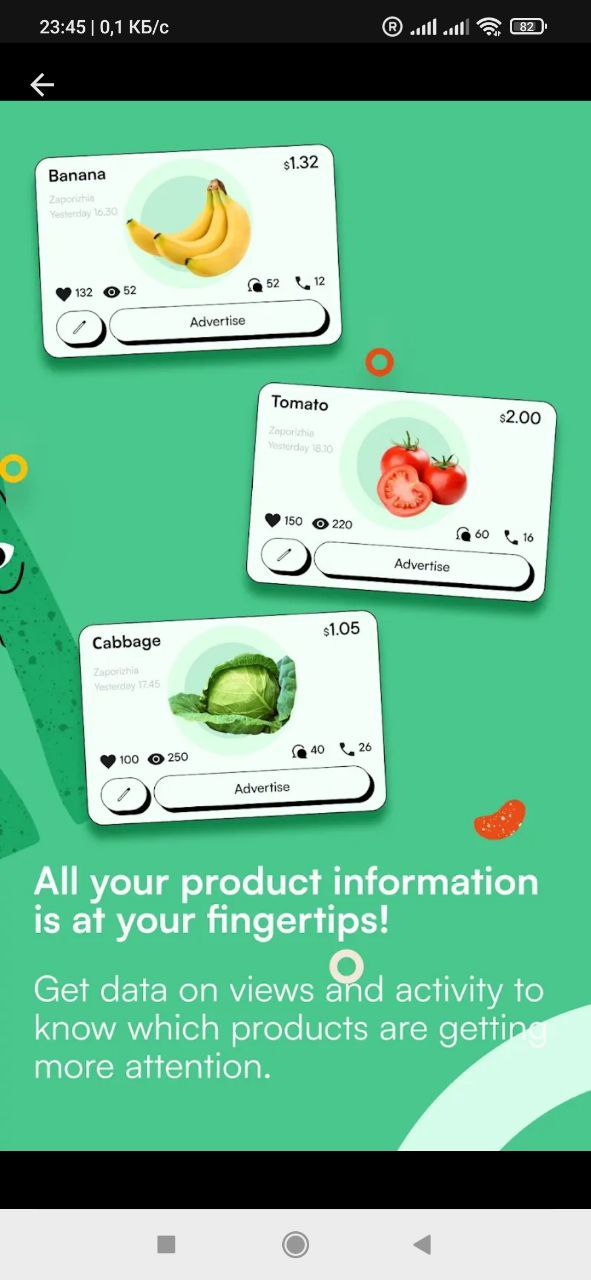 23:45 | 0,1 КБ/с
R
82
Banana
$1.32
Zaporizhia
Yesterday 16.30
132 52 52 12
Advertise
Tomato
$2.00
Zaporizhia
Yesterday 18.10
150 220 60 16
Advertise
Cabbage
$1.05
Zaporizhia
Yesterday 17.45
100 250 40 26
Advertise
All your product information
is at your fingertips!
Get data on views and activity to
know which products are getting
more attention.